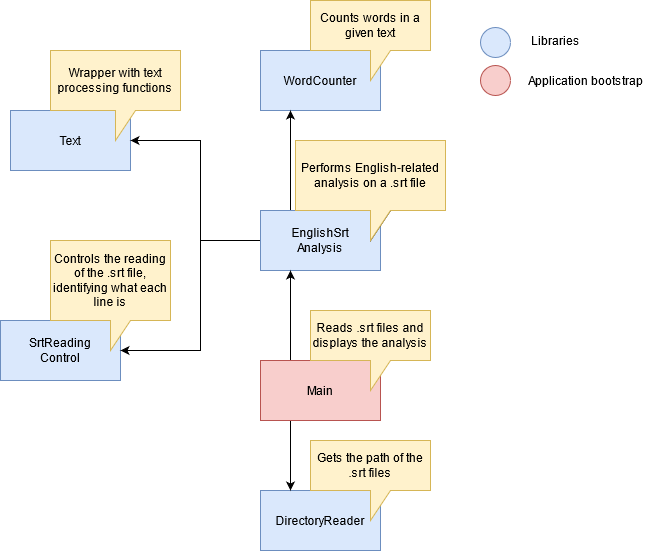 Counts words in a
given text
WordCounter
Libraries
Application bootstrap
Wrapper with text
processing functions
Text
Performs English-related
analysis on a .srt file
EnglishSrt
Analysis
Controls the reading
of the .srt file,
identifying what each
line is
SrtReading
Control
Reads .srt files and
displays the analysis
Main
Gets the path of the
.srt files
DirectoryReader